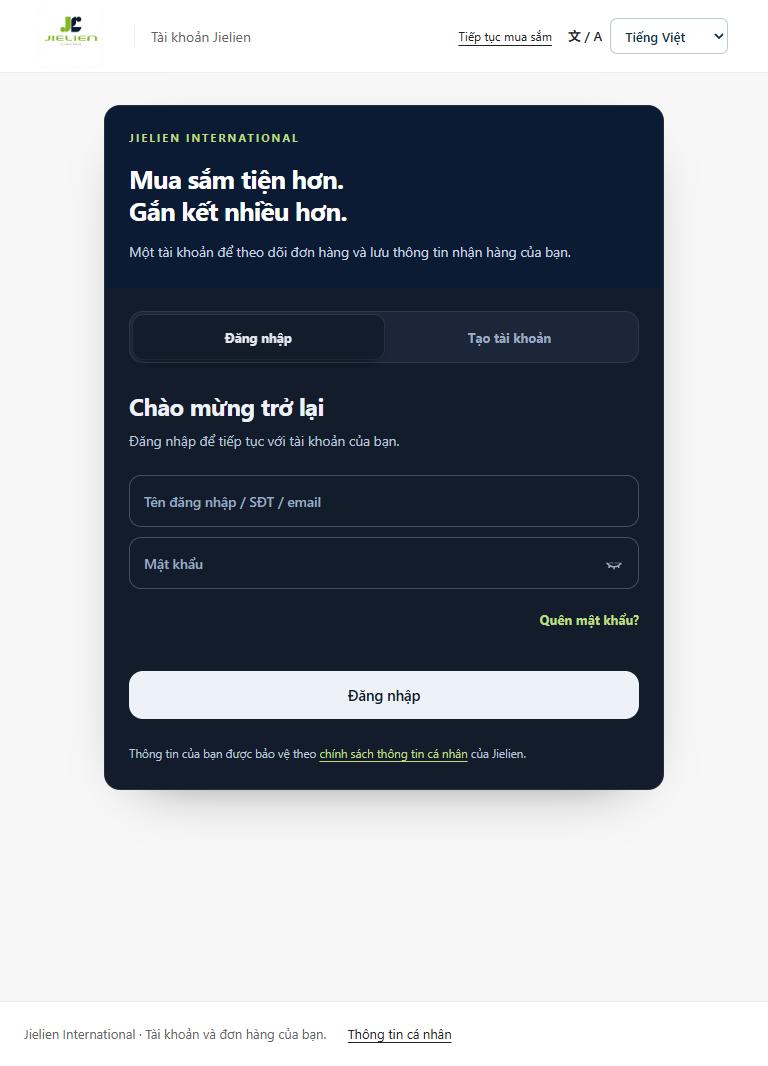 JIELIEN
Tài khoản Jielien
Tiếp tục mua sắm
文 / A
Tiếng Việt
JIELIEN INTERNATIONAL
Mua sắm tiện hơn.
Gắn kết nhiều hơn.
Một tài khoản để theo dõi đơn hàng và lưu thông tin nhận hàng của bạn.
Đăng nhập
Tạo tài khoản
Chào mừng trở lại
Đăng nhập để tiếp tục với tài khoản của bạn.
Tên đăng nhập / SĐT / email
Mật khẩu
Quên mật khẩu?
Đăng nhập
Thông tin của bạn được bảo vệ theo chính sách thông tin cá nhân của Jielien.
Jielien International · Tài khoản và đơn hàng của bạn.
Thông tin cá nhân